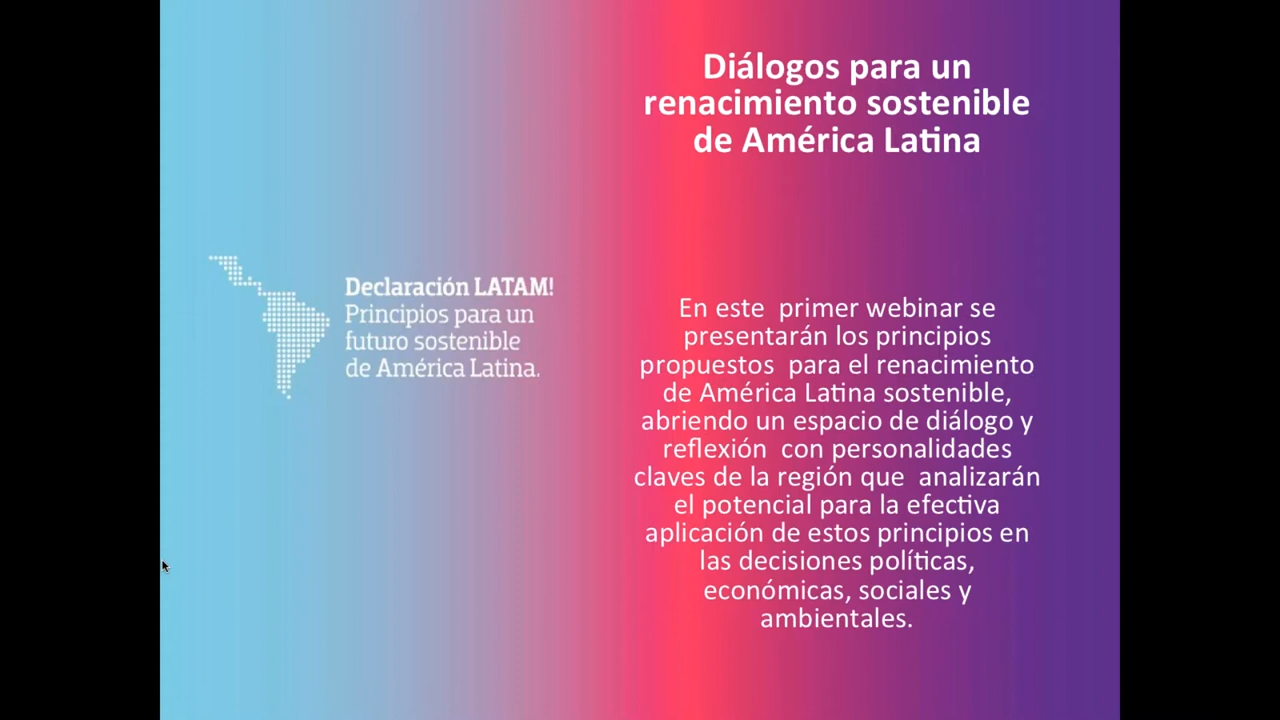 Diálogos para un
renacimiento sostenible
de América Latina
Declaración LATAM!
Principios para un
futuro sostenible
de América Latina.
En este primer webinar se
presentarán los principios
propuestos para el renacimiento
de América Latina sostenible,
abriendo un espacio de diálogo y
reflexión con personalidades
claves de la región que analizarán
el potencial para la efectiva
aplicación de estos principios en
las decisiones políticas,
económicas, sociales y
ambientales.